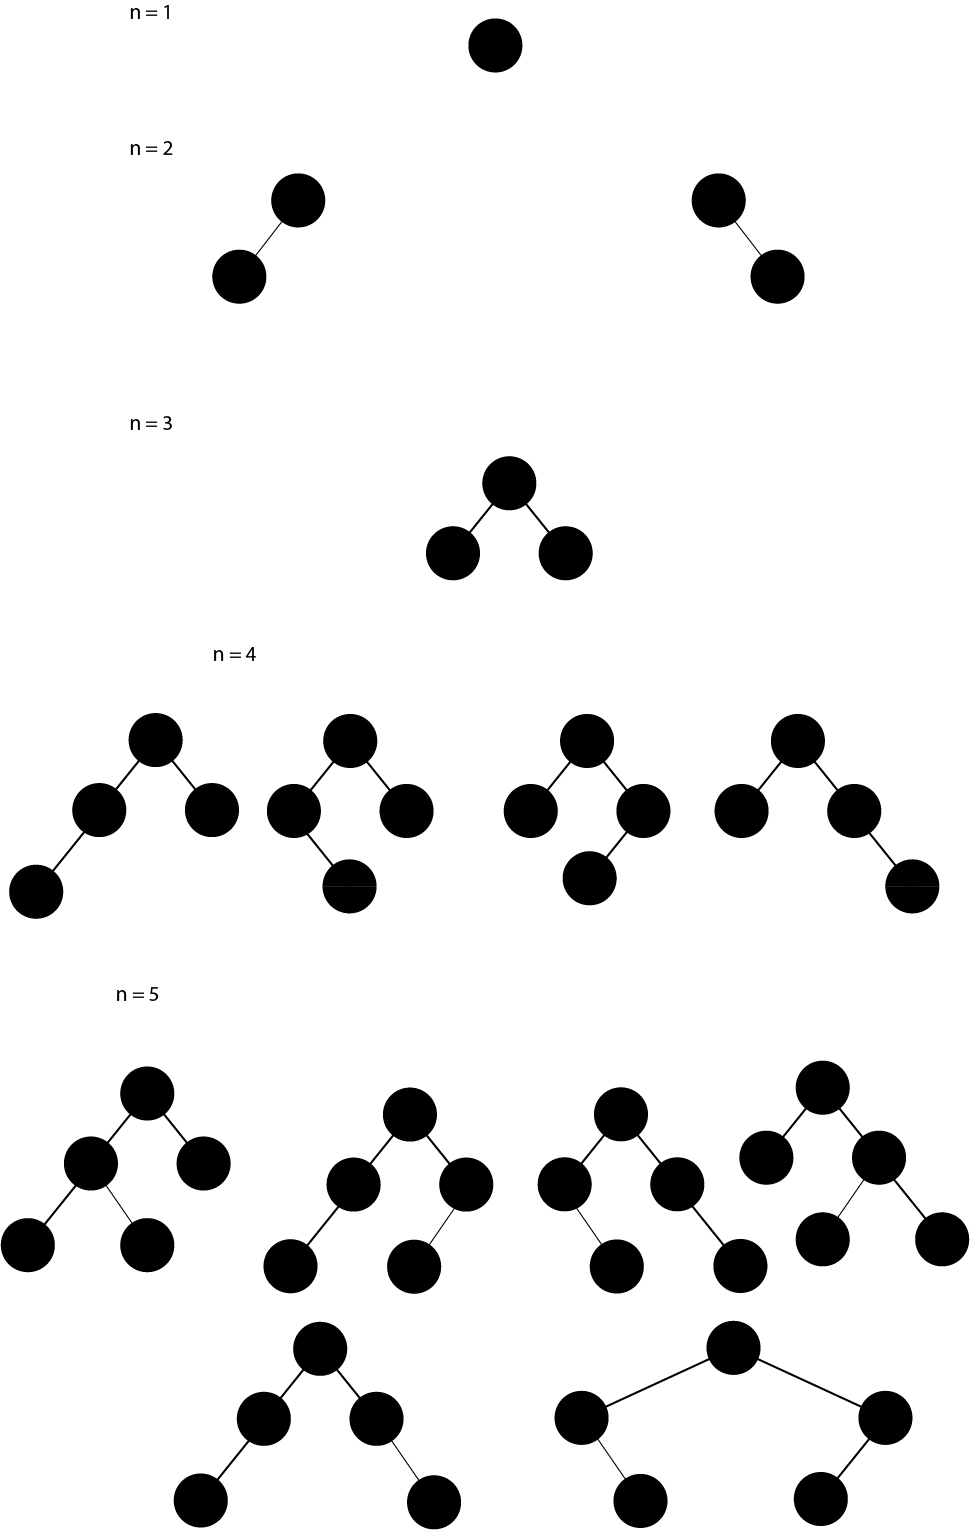 n = 1
n = 2
n = 3
n = 4
n = 5